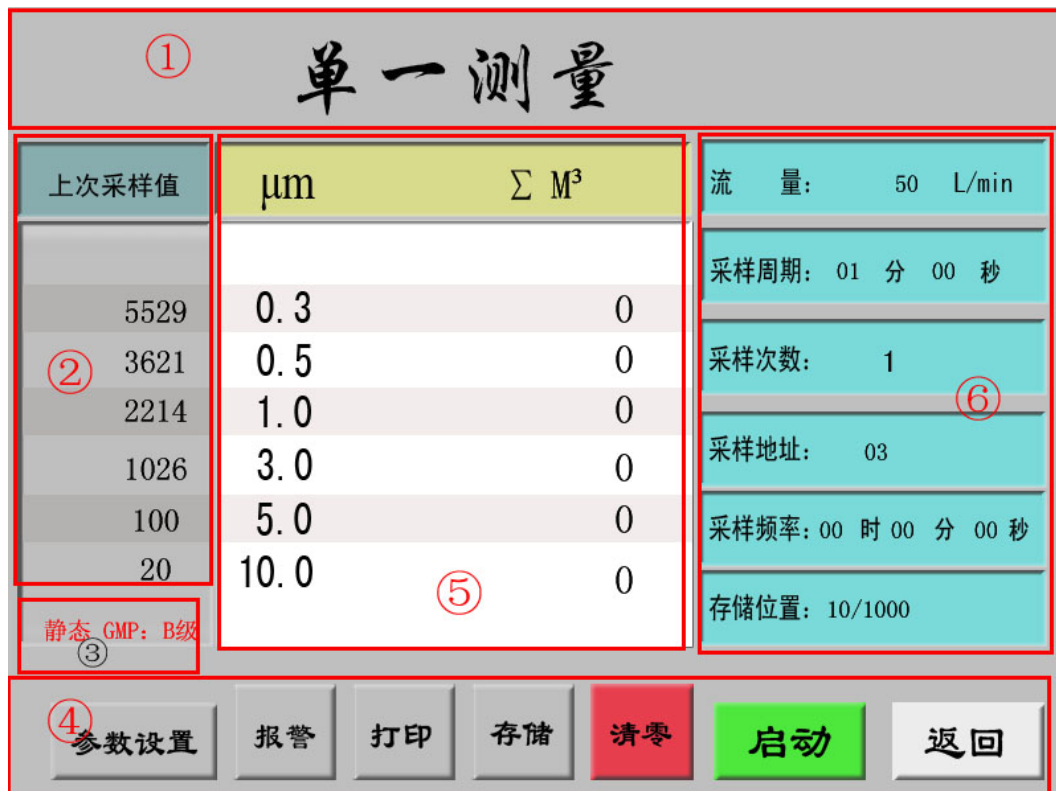 ① 单一测量
上次采样值 μm ∑ M³ 流 量： 50 L/min
采样周期： 01 分 00 秒
5529 0.3 0
② 3621 0.5 0 采样次数： 1
⑥
2214 1.0 0
1026 3.0 0 采样地址： 03
100 5.0 0 采样频率：00 时 00 分 00 秒
20 10.0 0
⑤ 存储位置：10/1000
静态 GMP：B级
③
④ 参数设置 报警 打印 存储 清零 启动 返回